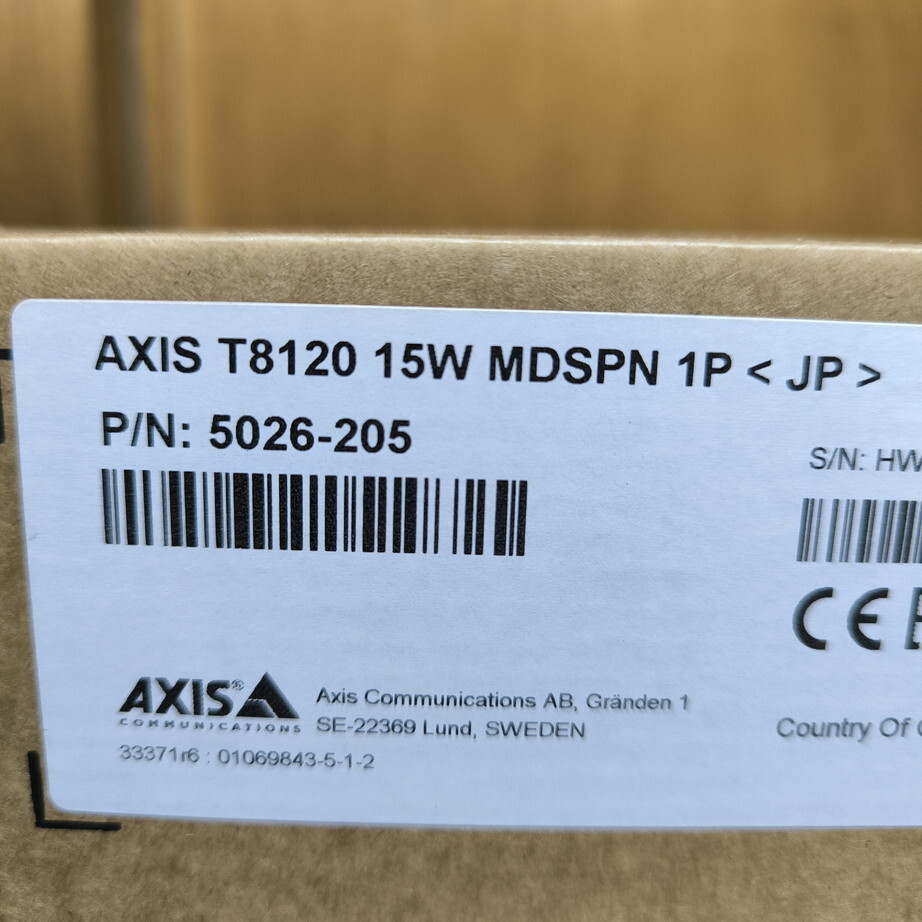 AXIS T8120 15W MDSPN 1P < JP >
P/N: 5026-205
S/N: HW
CE
AXIS®
COMMUNICATIONS
Axis Communications AB, Gränden 1
SE-22369 Lund, SWEDEN
33371r6 : 01069843-5-1-2
Country Of